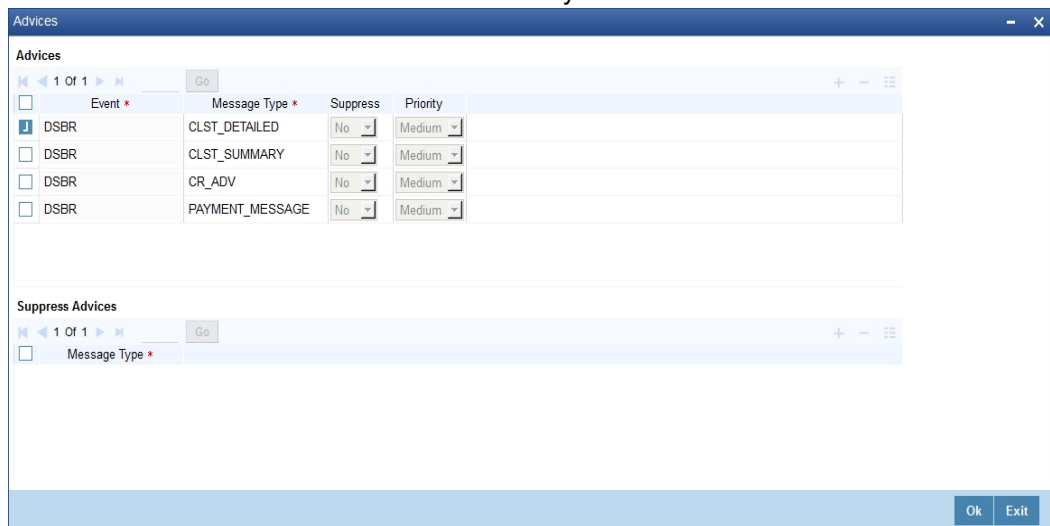 Advices
Advices
1 Of 1 Go
Event * Message Type * Suppress Priority
DSBR CLST_DETAILED No Medium
DSBR CLST_SUMMARY No Medium
DSBR CR_ADV No Medium
DSBR PAYMENT_MESSAGE No Medium
Suppress Advices
1 Of 1 Go
Message Type *
Ok Exit